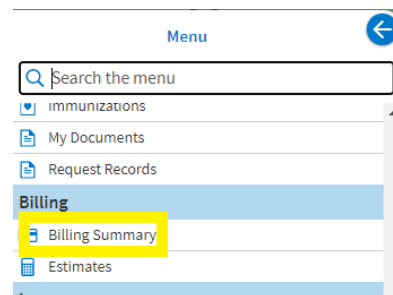 Menu
Search the menu
Immunizations
My Documents
Request Records
Billing
Billing Summary
Estimates